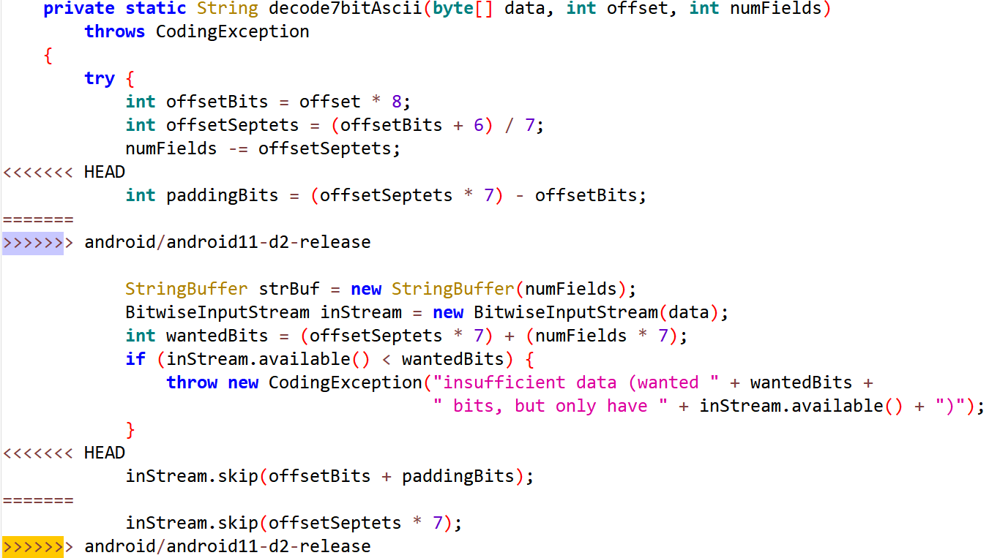 private static String decode7bitAscii(byte[] data, int offset, int numFields)
        throws CodingException
    {
        try {
            int offsetBits = offset * 8;
            int offsetSeptets = (offsetBits + 6) / 7;
            numFields -= offsetSeptets;
<<<<<<< HEAD
            int paddingBits = (offsetSeptets * 7) - offsetBits;
=======
>>>>>>> android/android11-d2-release

            StringBuffer strBuf = new StringBuffer(numFields);
            BitwiseInputStream inStream = new BitwiseInputStream(data);
            int wantedBits = (offsetSeptets * 7) + (numFields * 7);
            if (inStream.available() < wantedBits) {
                throw new CodingException("insufficient data (wanted " + wantedBits +
                                          " bits, but only have " + inStream.available() + ")");
            }
<<<<<<< HEAD
            inStream.skip(offsetBits + paddingBits);
=======
            inStream.skip(offsetSeptets * 7);
>>>>>>> android/android11-d2-release